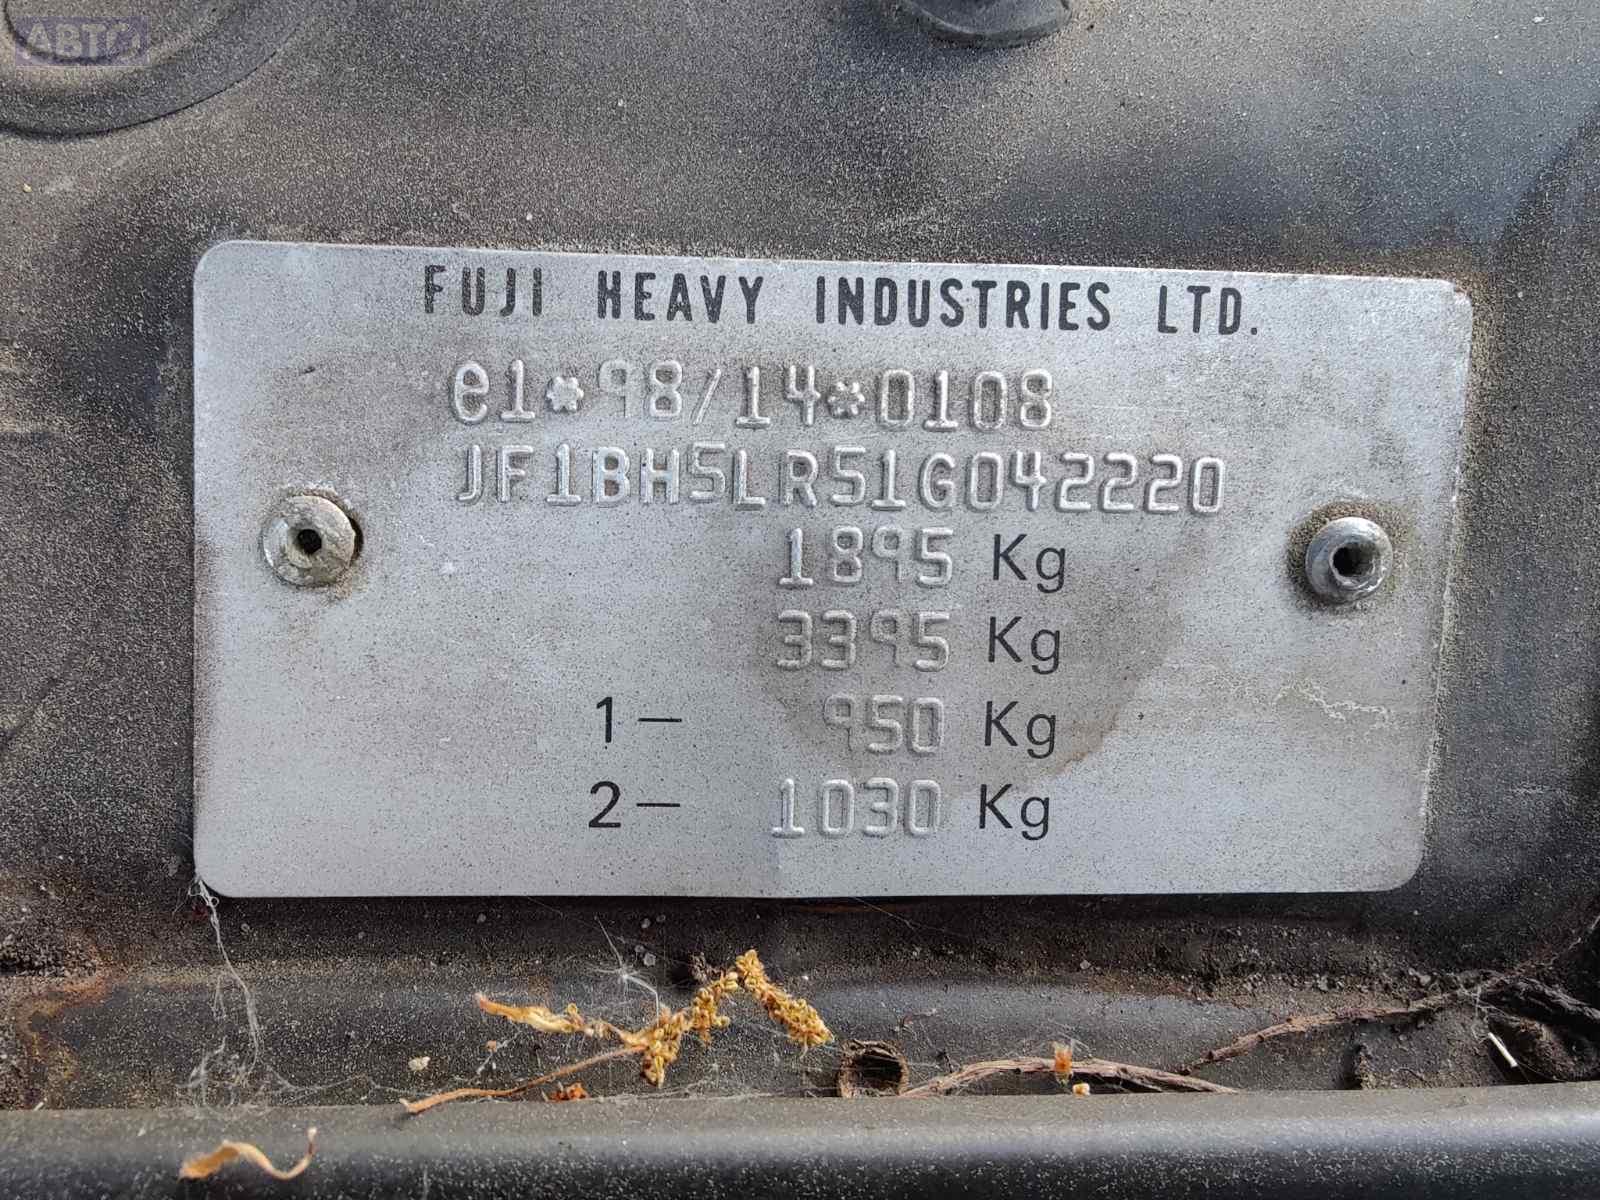 FUJI HEAVY INDUSTRIES LTD.
e1*98/14*0108
JF1BH5LR51G042220
1895 Kg
3395 Kg
1- 950 Kg
2- 1030 Kg